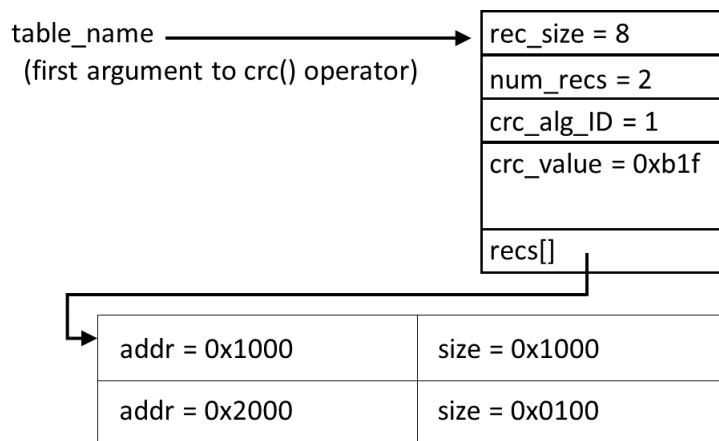 table_name
(first argument to crc() operator)
rec_size = 8
num_recs = 2
crc_alg_ID = 1
crc_value = 0xb1f
recs[]
addr = 0x1000 size = 0x1000
addr = 0x2000 size = 0x0100